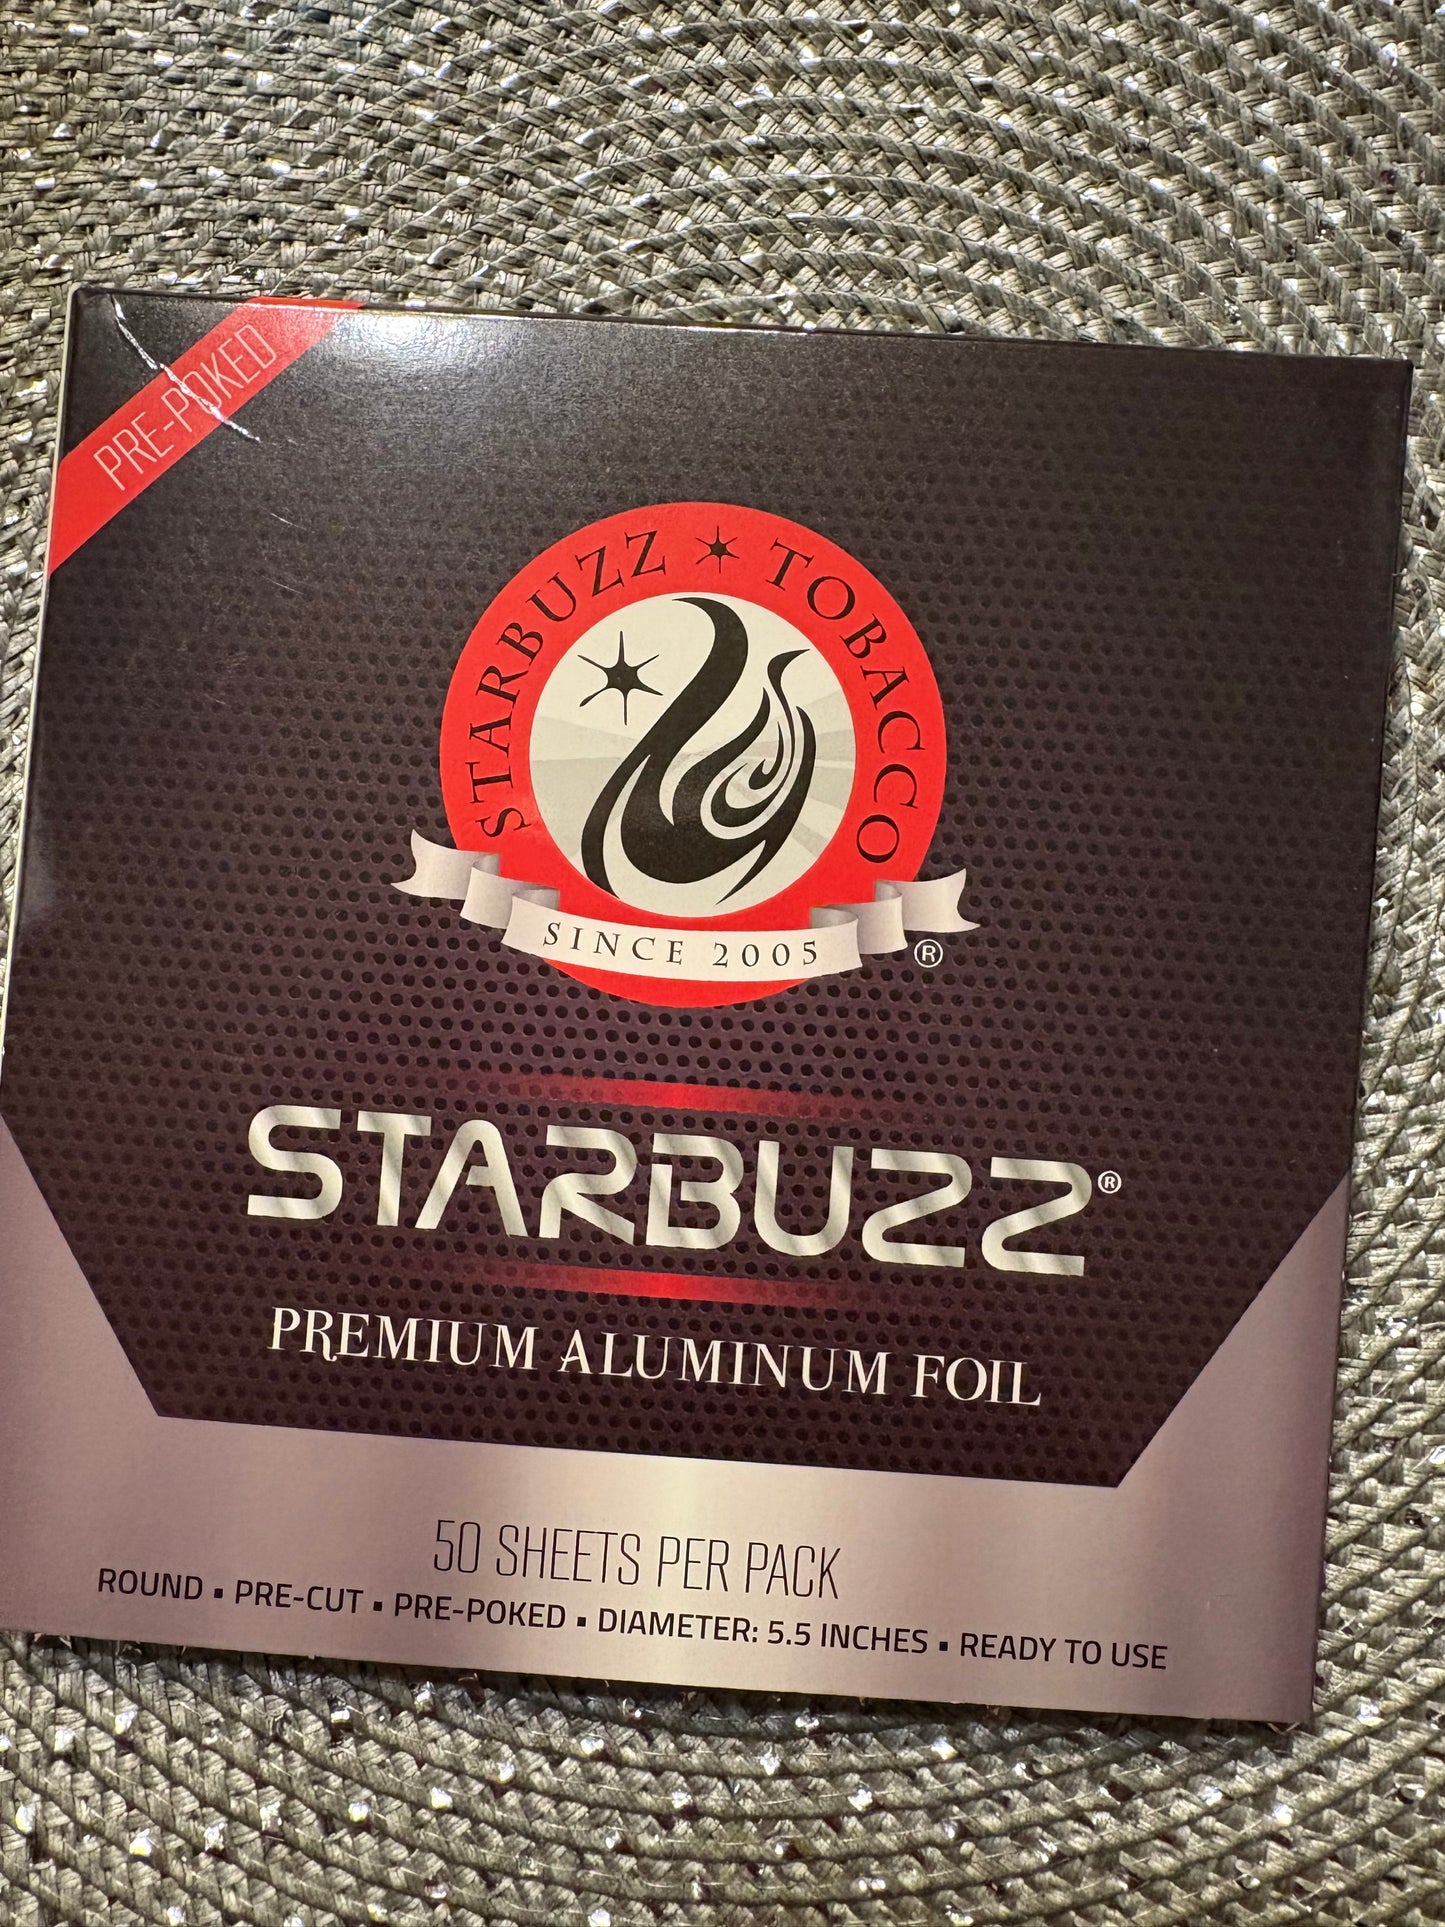 PRE-POKED
STARBUZZ TOBACCO
SINCE 2005
®
STARBUZZ®
PREMIUM ALUMINUM FOIL
50 SHEETS PER PACK
ROUND ▪ PRE-CUT ▪ PRE-POKED ▪ DIAMETER: 5.5 INCHES ▪ READY TO USE